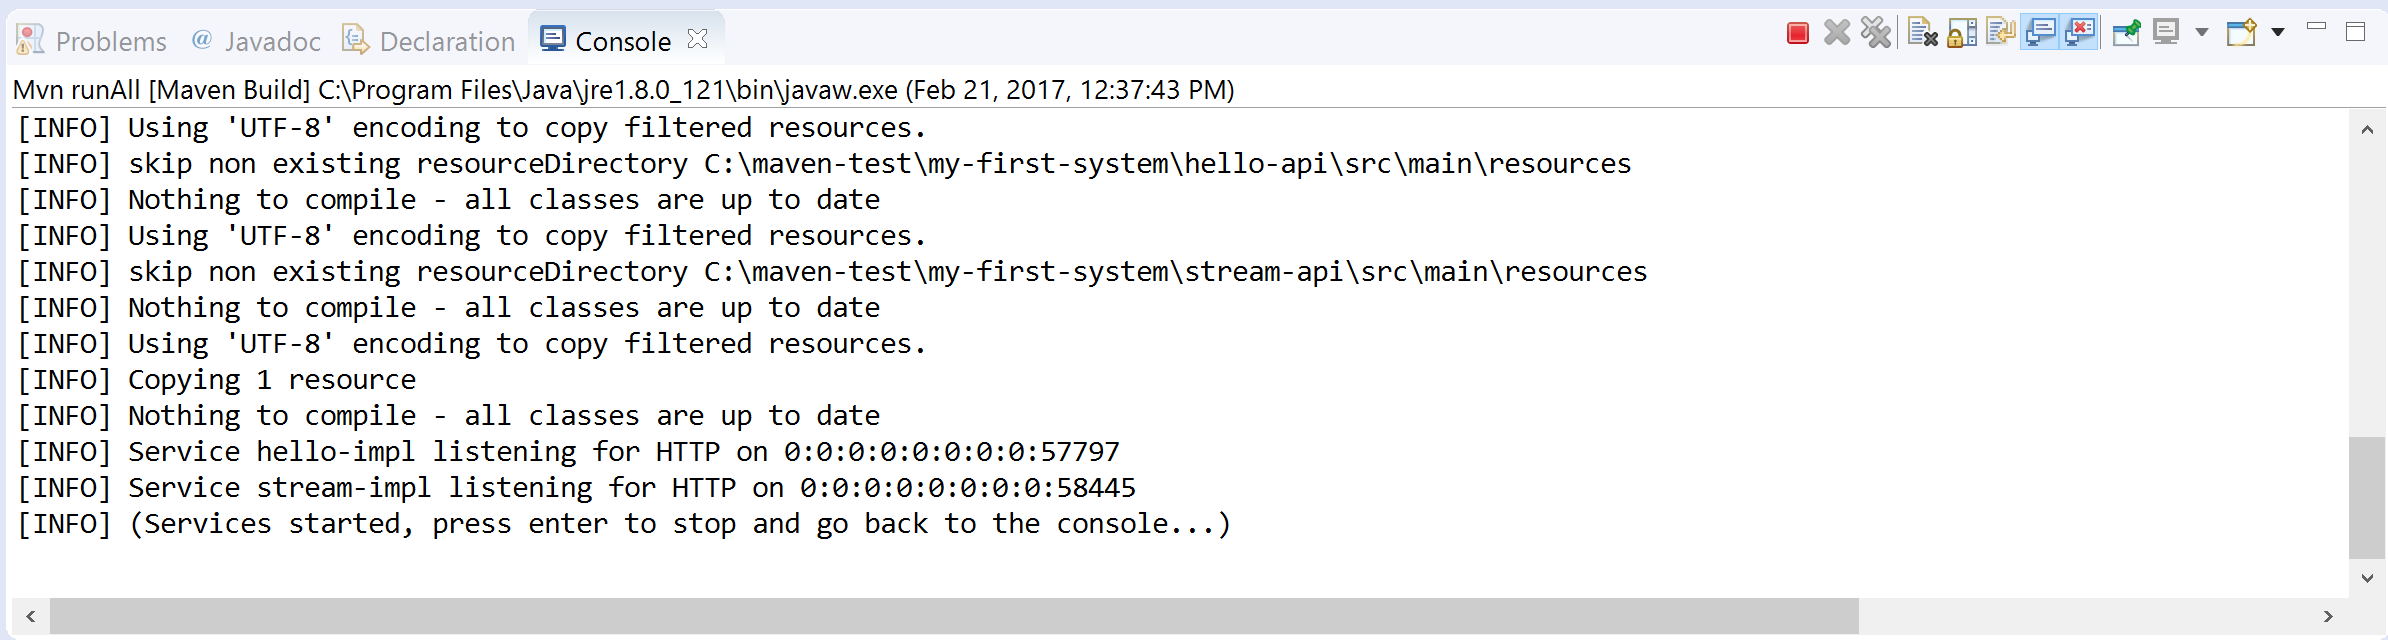 Problems @ Javadoc Declaration Console
Mvn runAll [Maven Build] C:\Program Files\Java\jre1.8.0_121\bin\javaw.exe (Feb 21, 2017, 12:37:43 PM)
[INFO] Using 'UTF-8' encoding to copy filtered resources.
[INFO] skip non existing resourceDirectory C:\maven-test\my-first-system\hello-api\src\main\resources
[INFO] Nothing to compile - all classes are up to date
[INFO] Using 'UTF-8' encoding to copy filtered resources.
[INFO] skip non existing resourceDirectory C:\maven-test\my-first-system\stream-api\src\main\resources
[INFO] Nothing to compile - all classes are up to date
[INFO] Using 'UTF-8' encoding to copy filtered resources.
[INFO] Copying 1 resource
[INFO] Nothing to compile - all classes are up to date
[INFO] Service hello-impl listening for HTTP on 0:0:0:0:0:0:0:0:57797
[INFO] Service stream-impl listening for HTTP on 0:0:0:0:0:0:0:0:58445
[INFO] (Services started, press enter to stop and go back to the console...)